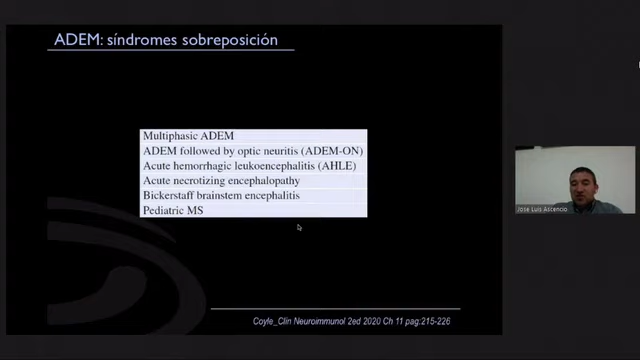 ADEM: síndromes sobreposición
Multiphasic ADEM
ADEM followed by optic neuritis (ADEM-ON)
Acute hemorrhagic leukoencephalitis (AHLE)
Acute necrotizing encephalopathy
Bickerstaff brainstem encephalitis
Pediatric MS
Jose Luis Ascencio
Coyle_Clin Neuroimmunol 2ed 2020 Ch 11 pag:215-226